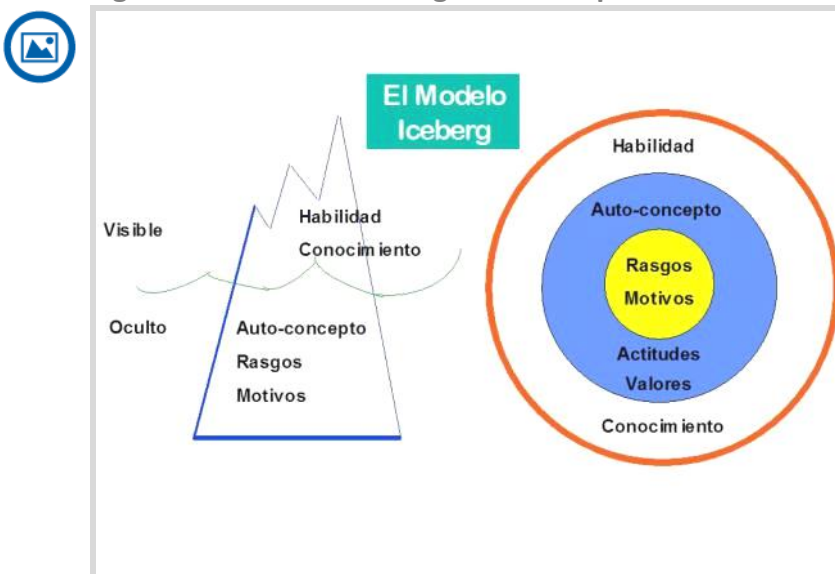 El Modelo
Iceberg
Visible
Habilidad
Conocimiento
Oculto
Auto-concepto
Rasgos
Motivos
Habilidad
Auto-concepto
Rasgos
Motivos
Actitudes
Valores
Conocimiento